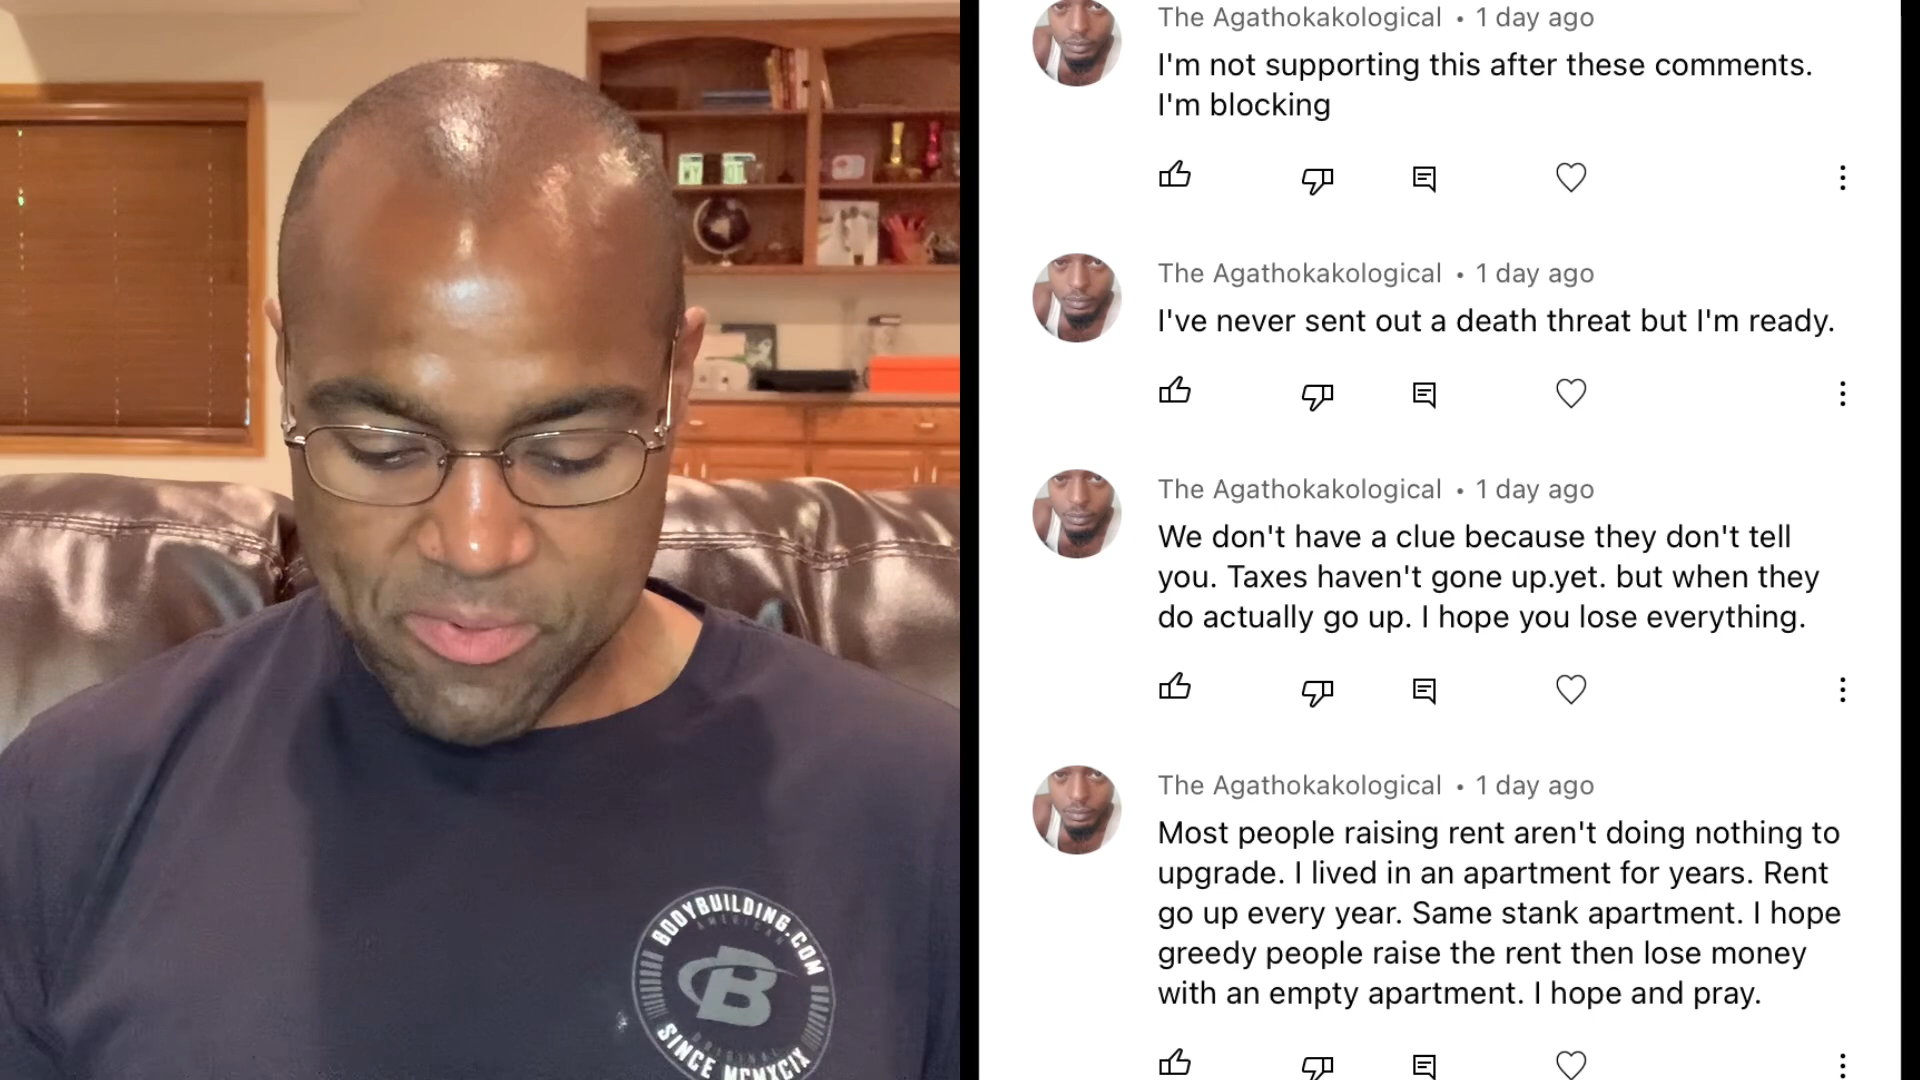 The Agathokakological • 1 day ago
I'm not supporting this after these comments.
I'm blocking
The Agathokakological • 1 day ago
I've never sent out a death threat but I'm ready.
The Agathokakological • 1 day ago
We don't have a clue because they don't tell
you. Taxes haven't gone up.yet. but when they
do actually go up. I hope you lose everything.
The Agathokakological • 1 day ago
Most people raising rent aren't doing nothing to
upgrade. I lived in an apartment for years. Rent
go up every year. Same stank apartment. I hope
greedy people raise the rent then lose money
with an empty apartment. I hope and pray.
BODYBUILDING.COM
AMERICAN
B
ORIGINAL
SINCE MCMXCIX